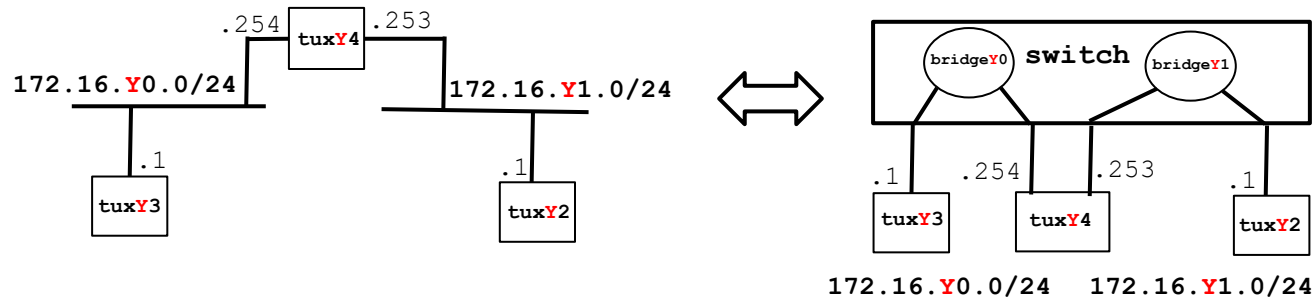 .254
tuxY4
.253
172.16.Y0.0/24
172.16.Y1.0/24
.1
tuxY3
.1
tuxY2
bridgeY0
switch
bridgeY1
.1
.254
.253
.1
tuxY3
tuxY4
tuxY2
172.16.Y0.0/24
172.16.Y1.0/24